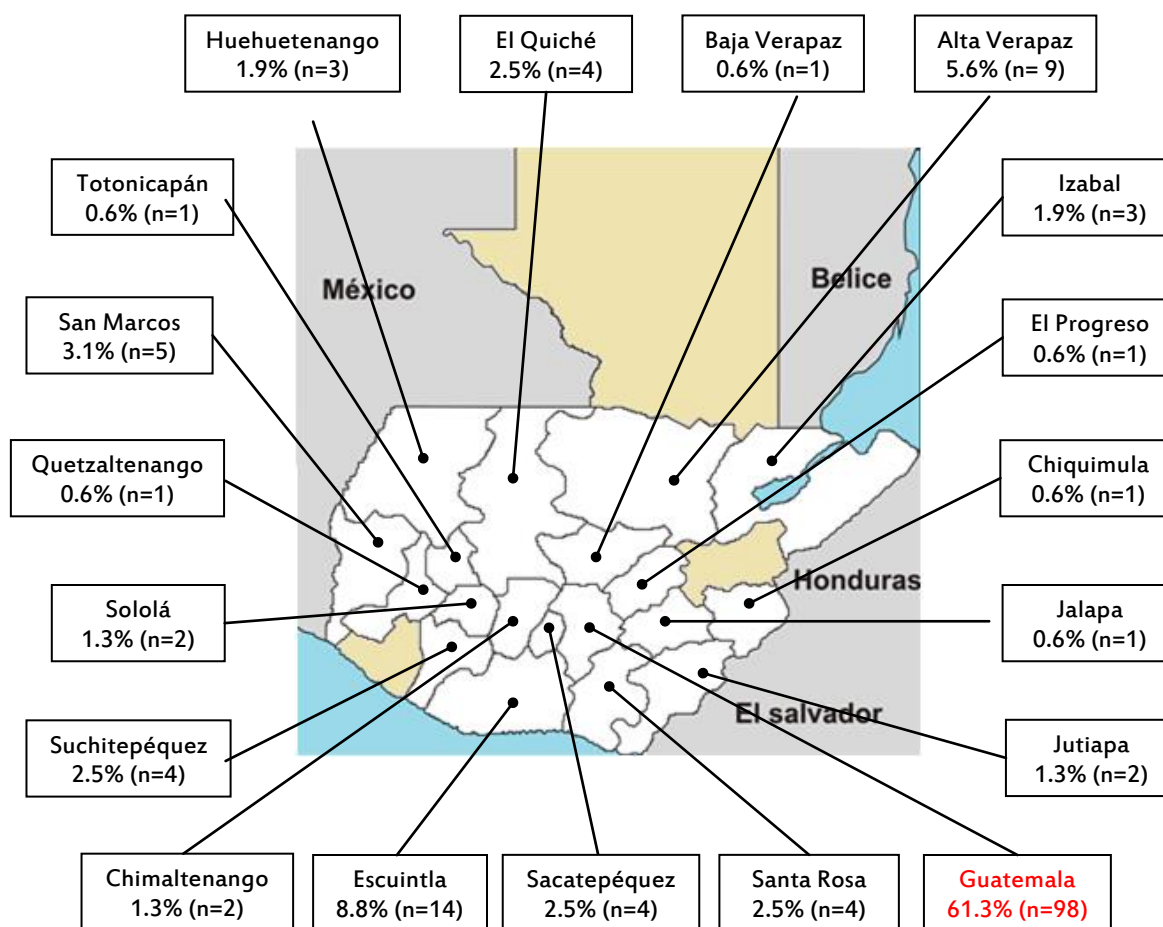 Huehuetenango
1.9% (n=3)
El Quiché
2.5% (n=4)
Baja Verapaz
0.6% (n=1)
Alta Verapaz
5.6% (n= 9)
Totonicapán
0.6% (n=1)
Izabal
1.9% (n=3)
México
Belice
San Marcos
3.1% (n=5)
El Progreso
0.6% (n=1)
Quetzaltenango
0.6% (n=1)
Chiquimula
0.6% (n=1)
Honduras
Sololá
1.3% (n=2)
Jalapa
0.6% (n=1)
El salvador
Suchitepéquez
2.5% (n=4)
Jutiapa
1.3% (n=2)
Chimaltenango
1.3% (n=2)
Escuintla
8.8% (n=14)
Sacatepéquez
2.5% (n=4)
Santa Rosa
2.5% (n=4)
Guatemala
61.3% (n=98)